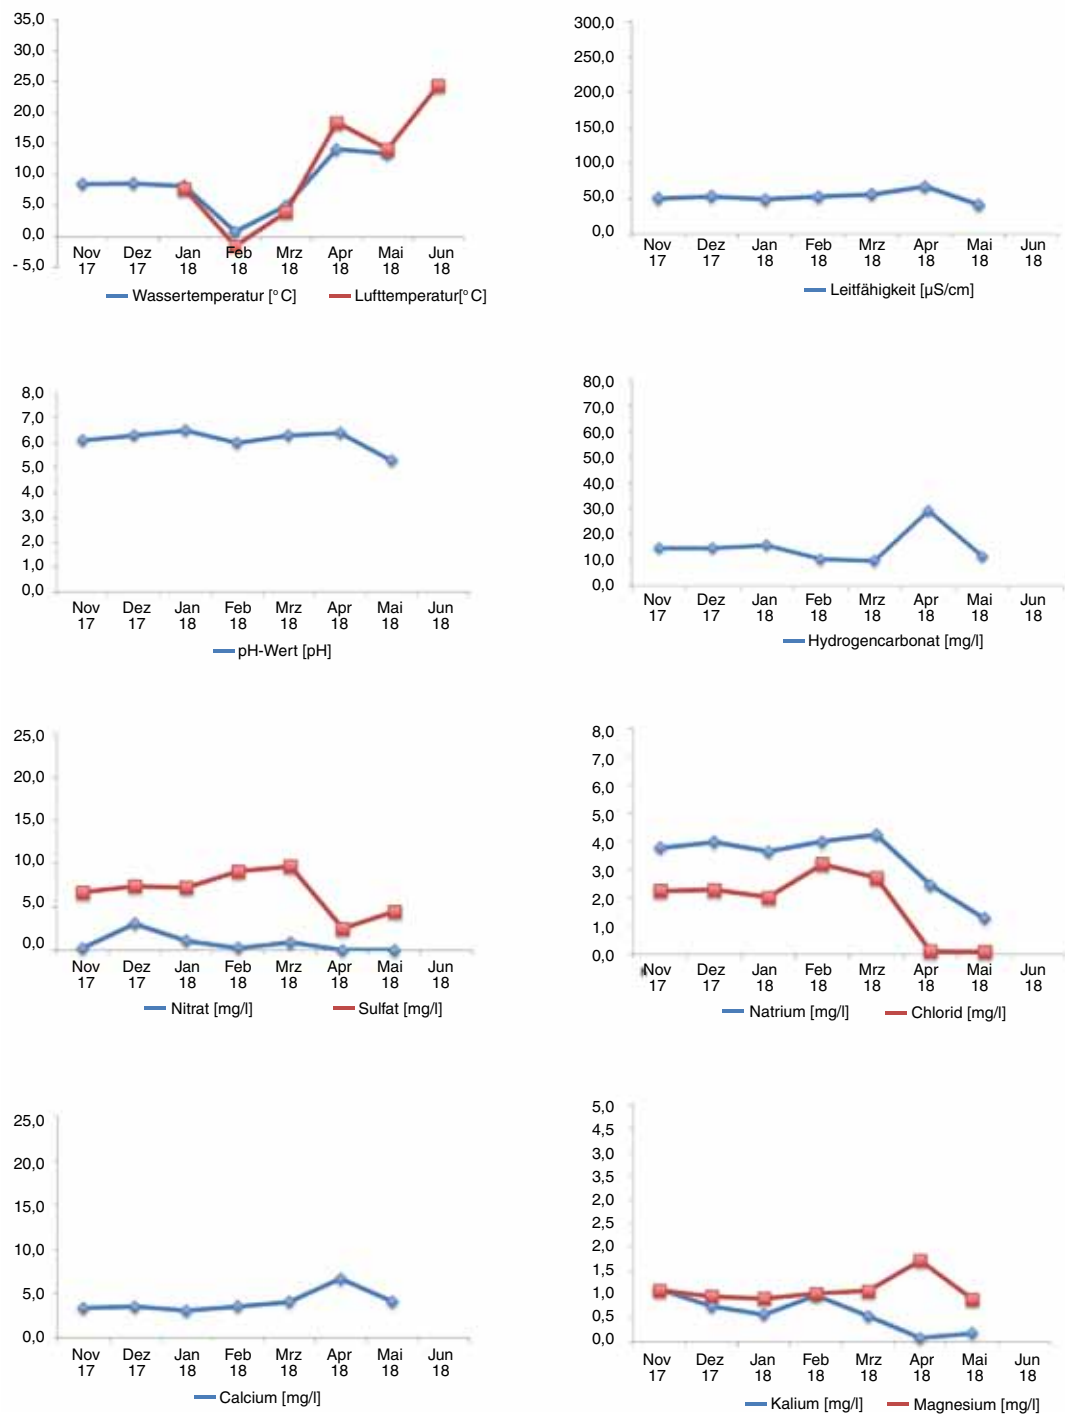 35,0
30,0
25,0
20,0
15,0
10,0
5,0
0,0
- 5,0
Nov Dez Jan Feb Mrz Apr Mai Jun
17 17 18 18 18 18 18 18
Wassertemperatur [°C] Lufttemperatur[°C]
300,0
250,0
200,0
150,0
100,0
50,0
0,0
Nov Dez Jan Feb Mrz Apr Mai Jun
17 17 18 18 18 18 18 18
Leitfähigkeit [µS/cm]
8,0
7,0
6,0
5,0
4,0
3,0
2,0
1,0
0,0
Nov Dez Jan Feb Mrz Apr Mai Jun
17 17 18 18 18 18 18 18
pH-Wert [pH]
80,0
70,0
60,0
50,0
40,0
30,0
20,0
10,0
0,0
Nov Dez Jan Feb Mrz Apr Mai Jun
17 17 18 18 18 18 18 18
Hydrogencarbonat [mg/l]
25,0
20,0
15,0
10,0
5,0
0,0
Nov Dez Jan Feb Mrz Apr Mai Jun
17 17 18 18 18 18 18 18
Nitrat [mg/l] Sulfat [mg/l]
8,0
7,0
6,0
5,0
4,0
3,0
2,0
1,0
0,0
Nov Dez Jan Feb Mrz Apr Mai Jun
17 17 18 18 18 18 18 18
Natrium [mg/l] Chlorid [mg/l]
25,0
20,0
15,0
10,0
5,0
0,0
Nov Dez Jan Feb Mrz Apr Mai Jun
17 17 18 18 18 18 18 18
Calcium [mg/l]
5,0
4,5
3,0
3,5
2,0
2,5
2,0
1,5
1,0
0,5
0,0
Nov Dez Jan Feb Mrz Apr Mai Jun
17 17 18 18 18 18 18 18
Kalium [mg/l] Magnesium [mg/l]